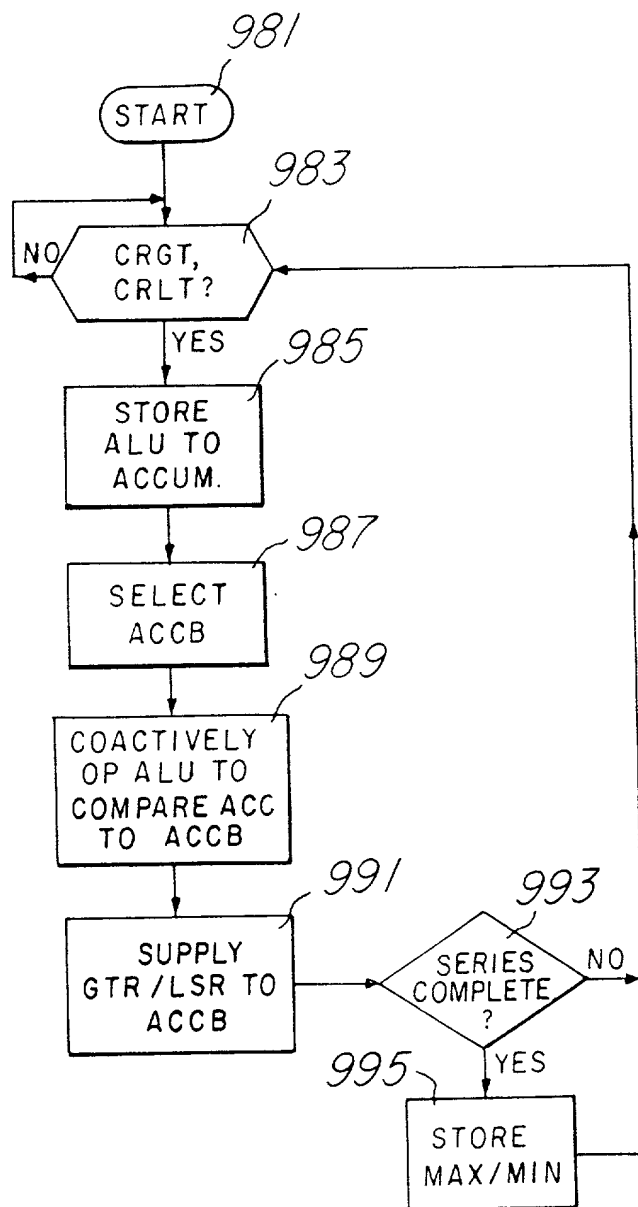 981
START
983
NO
CRGT,
CRLT?
YES
985
STORE
ALU TO
ACCUM.
987
SELECT
ACCB
989
COACTIVELY
OP ALU TO
COMPARE ACC
TO ACCB
991
SUPPLY
GTR/LSR TO
ACCB
993
SERIES
COMPLETE
?
NO
YES
995
STORE
MAX/MIN